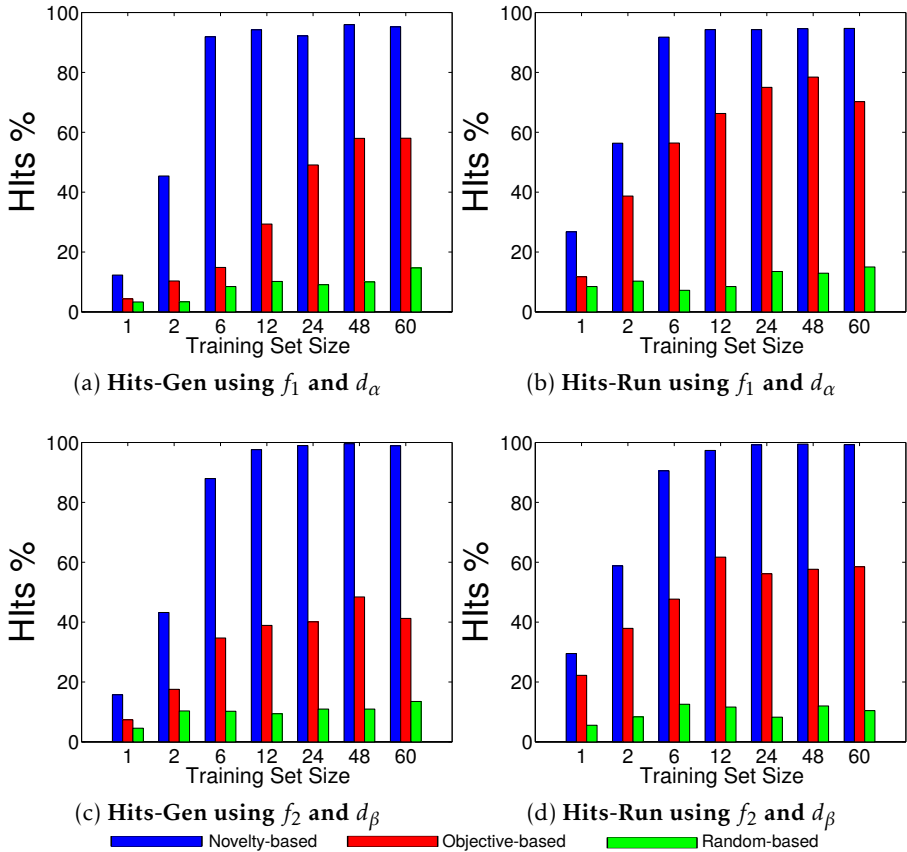 100
80
60
40
20
0
HIts %
1 2 6 12 24 48 60
Training Set Size
(a) Hits-Gen using f₁ and dα
100
80
60
40
20
0
HIts %
1 2 6 12 24 48 60
Training Set Size
(b) Hits-Run using f₁ and dα
100
80
60
40
20
0
HIts %
1 2 6 12 24 48 60
Training Set Size
(c) Hits-Gen using f₂ and dβ
100
80
60
40
20
0
HIts %
1 2 6 12 24 48 60
Training Set Size
(d) Hits-Run using f₂ and dβ
Novelty-based Objective-based Random-based